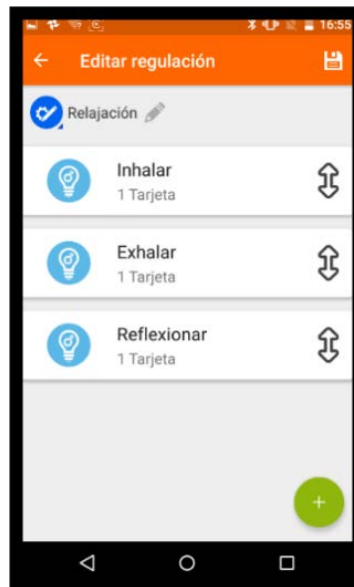 16:55
Editar regulación
Relajación
Inhalar
1 Tarjeta
Exhalar
1 Tarjeta
Reflexionar
1 Tarjeta
+